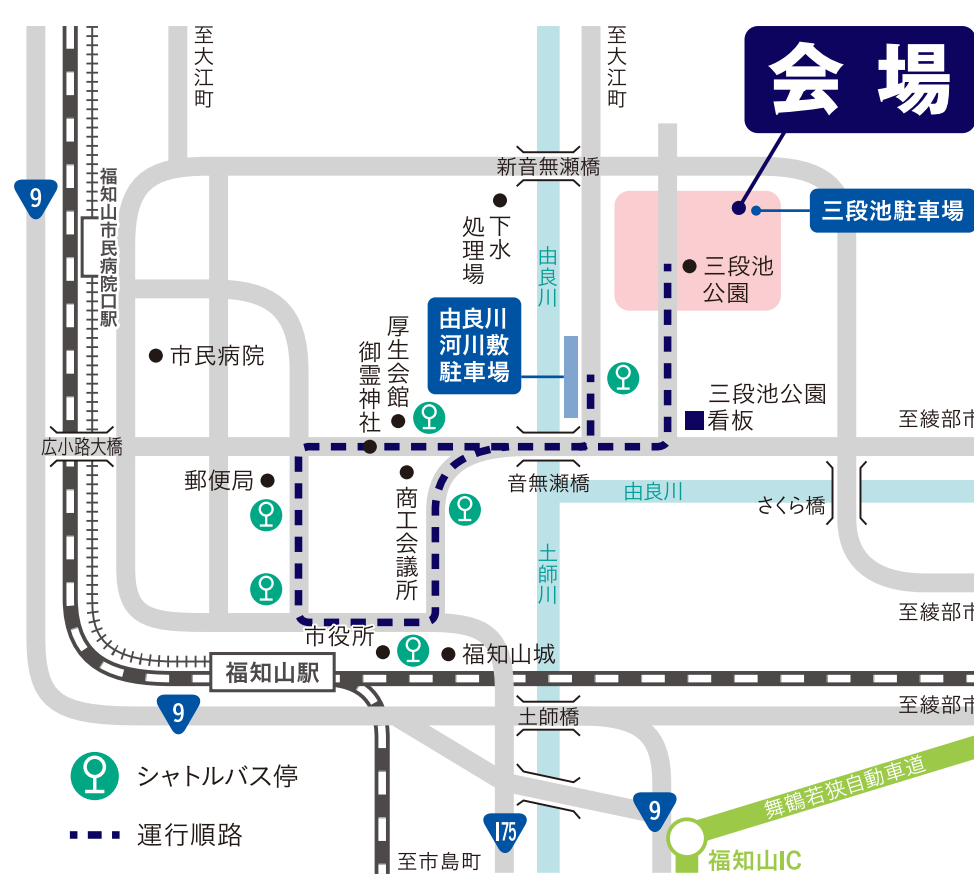 至大江町
至大江町
会場
9
福知山市民病院口駅
新音無瀬橋
下水
処理場
三段池駐車場
由良川
三段池
公園
由良川
河川敷
駐車場
厚生会館
御霊神社
市民病院
三段池公園
看板
至綾部市
広小路大橋
郵便局
商工会議所
音無瀬橋
由良川
さくら橋
土師川
至綾部市
市役所
福知山城
福知山駅
9
土師橋
至綾部市
シャトルバス停
運行順路
175
9
舞鶴若狭自動車道
至市島町
福知山IC